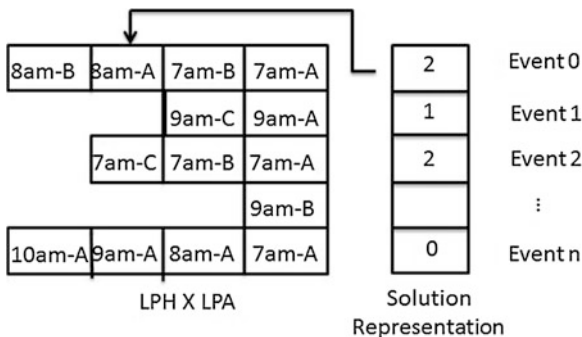 8am-B 8am-A 7am-B 7am-A 2 Event 0
9am-C 9am-A 1 Event 1
7am-C 7am-B 7am-A 2 Event 2
9am-B ⋮
10am-A 9am-A 8am-A 7am-A 0 Event n
LPH X LPA Solution
Representation